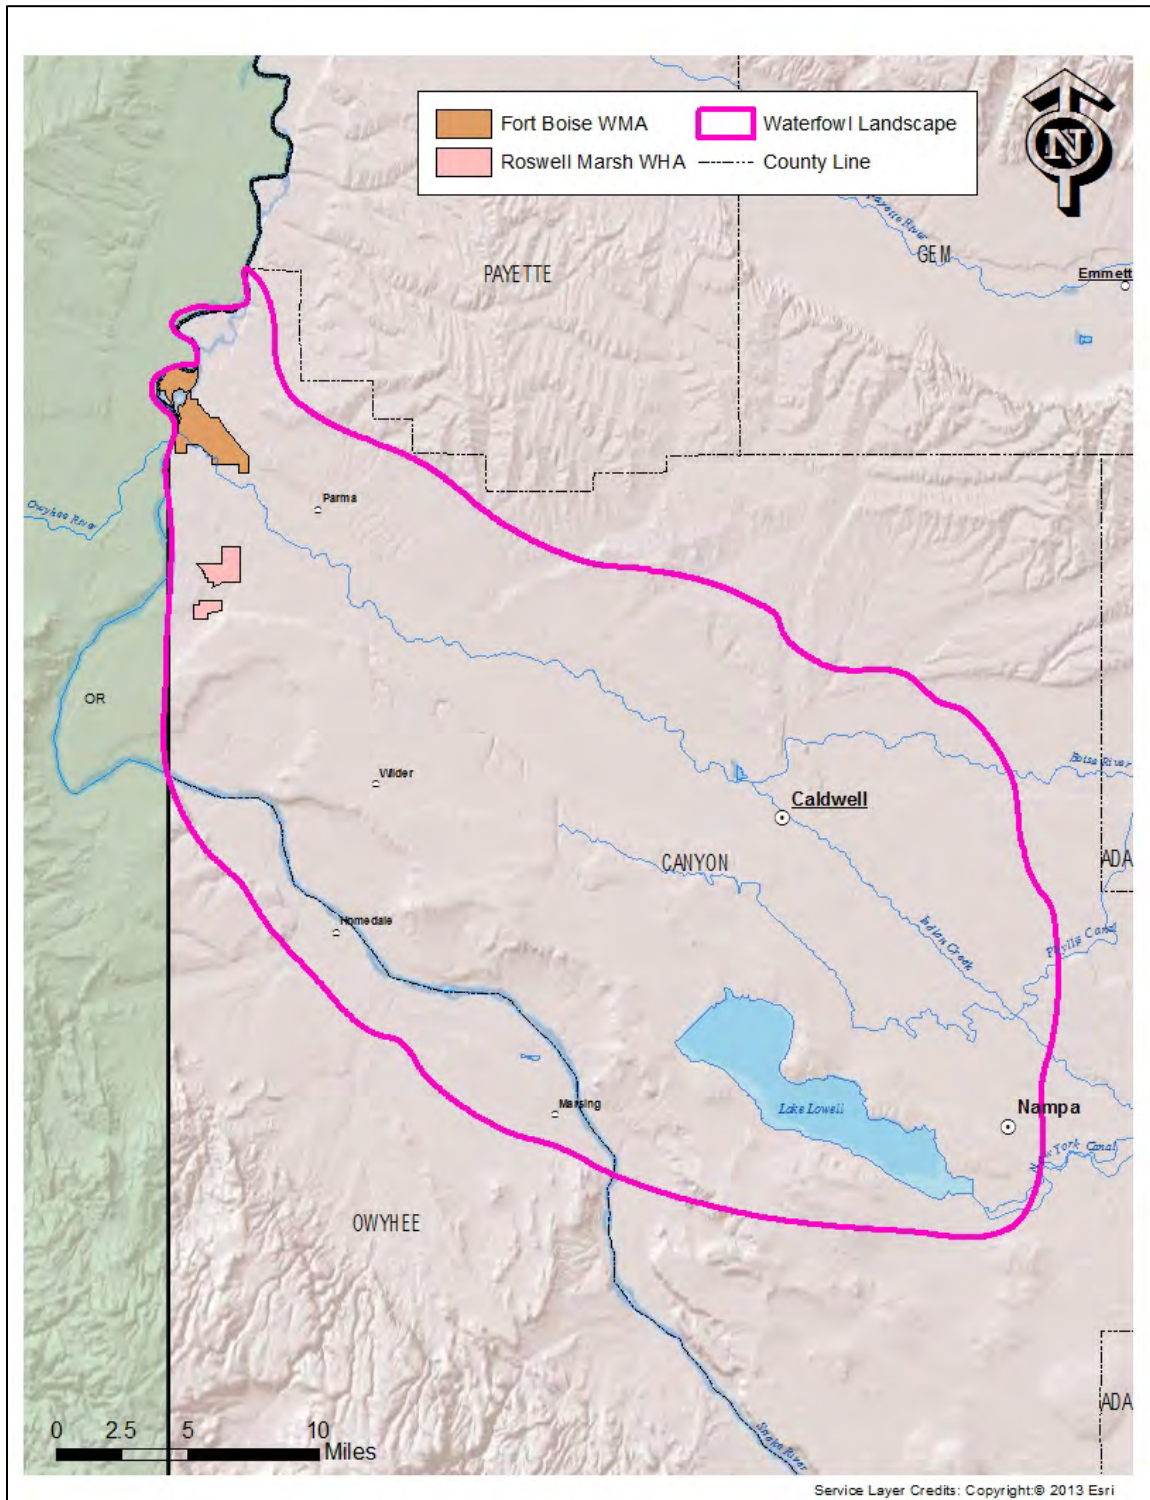 Fort Boise WMA
Waterfowl Landscape
Roswell Marsh WHA
County Line
N
Payette River
GEM
PAYETTE
Emmett
Parma
Owyhee River
OR
Boise River
Wilder
Caldwell
CANYON
ADA
Homedale
Indian Creek
Phyllis Canal
Marsing
Lake Lowell
Nampa
New York Canal
OWYHEE
ADA
Snake River
0 2.5 5 10
Miles
Service Layer Credits: Copyright:© 2013 Esri